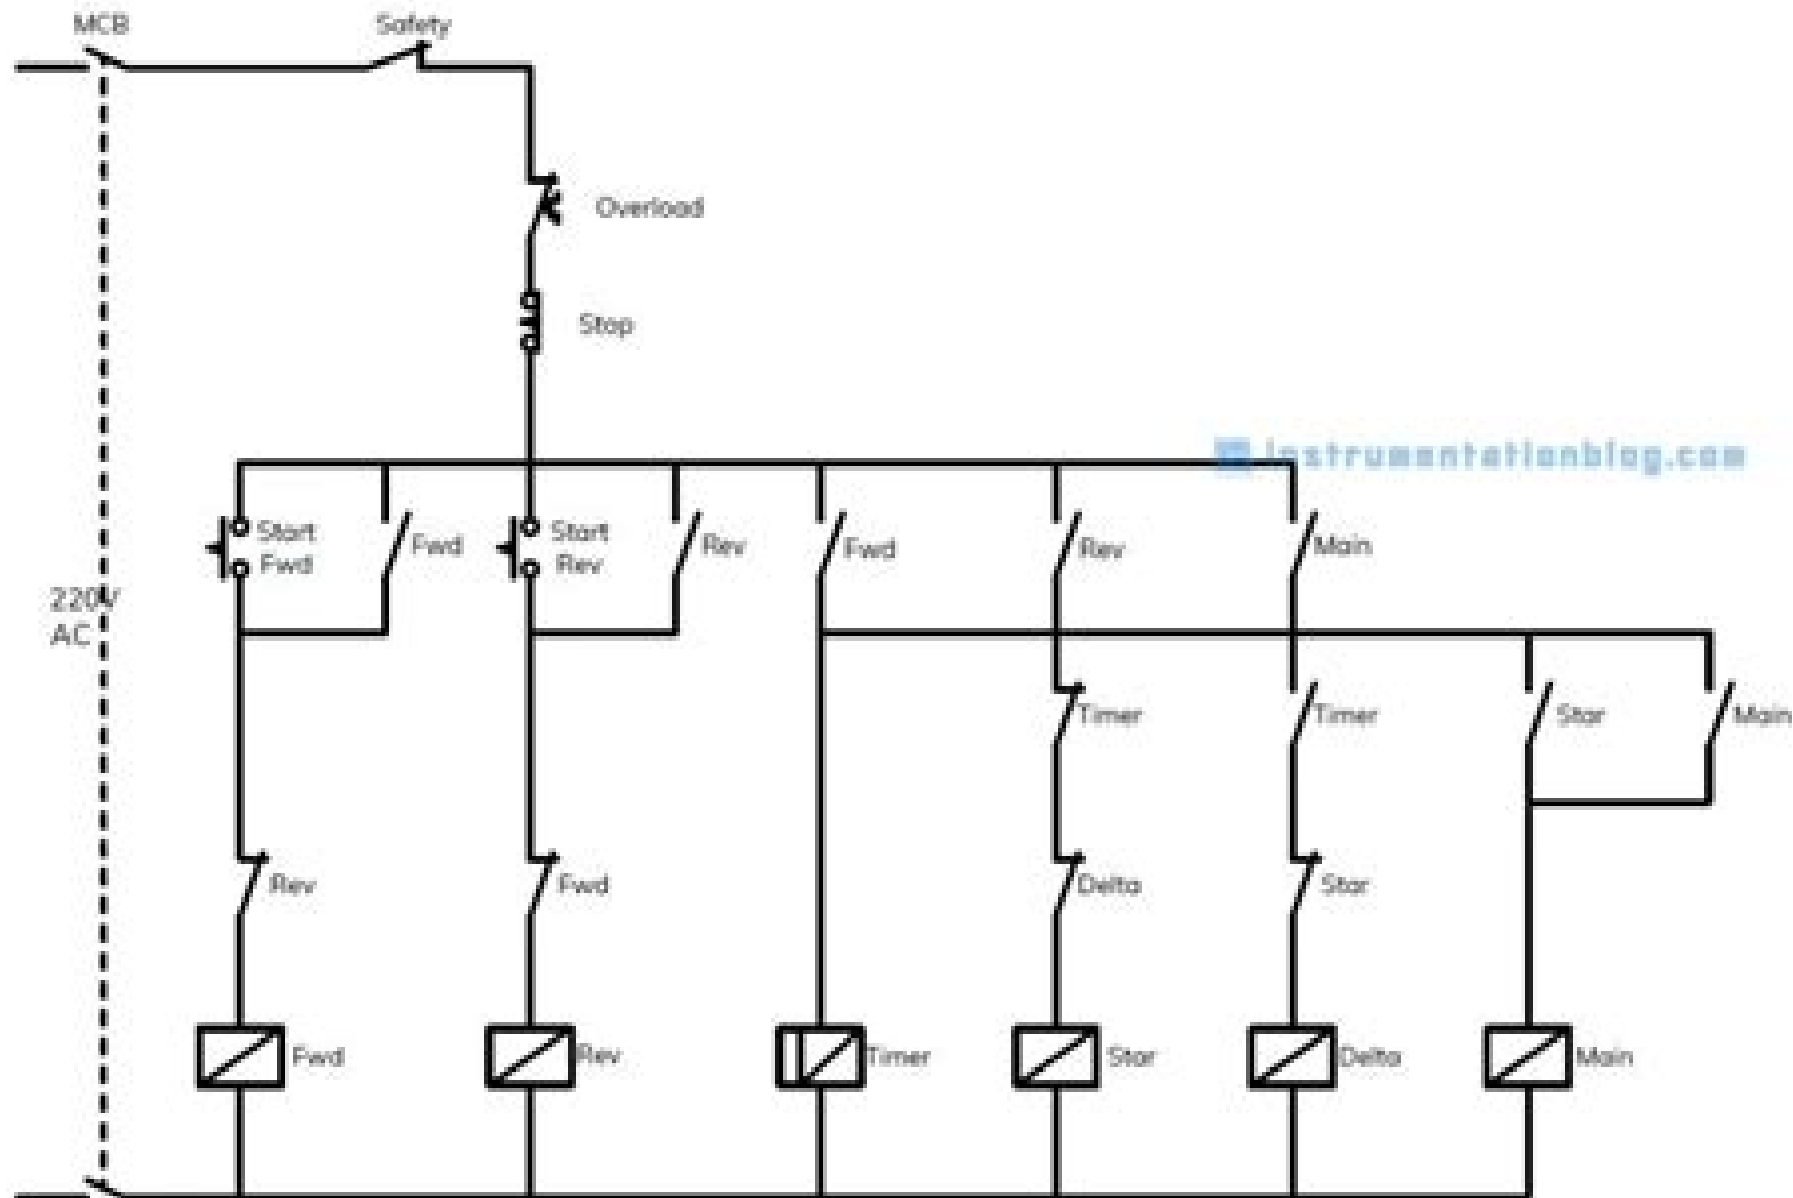 MCB
Safety
Overload
Stop
instrumentationblog.com
Start
Fwd
Fwd
Start
Rev
Rev
Fwd
Rev
Main
220V
AC
Timer
Timer
Star
Main
Rev
Fwd
Delta
Star
Fwd
Rev
Timer
Star
Delta
Main